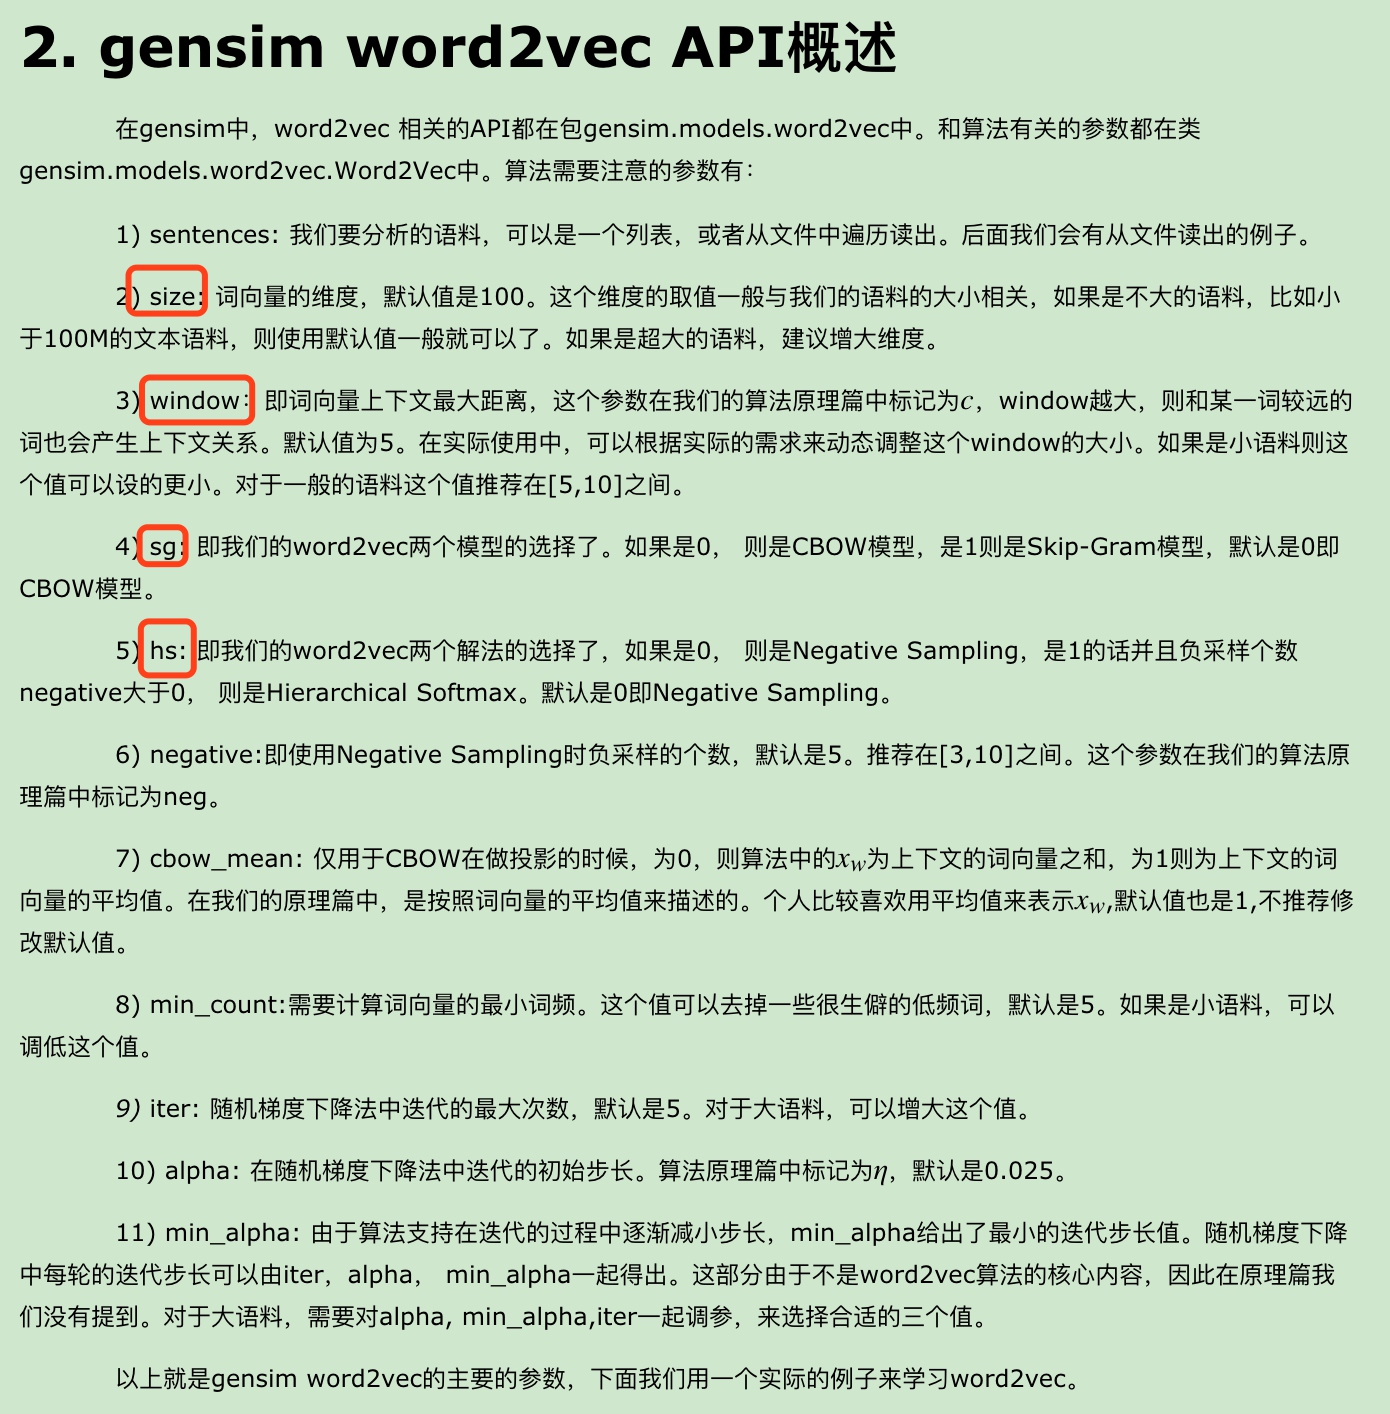 2. gensim word2vec API概述
在gensim中，word2vec 相关的API都在包gensim.models.word2vec中。和算法有关的参数都在类
gensim.models.word2vec.Word2Vec中。算法需要注意的参数有：
1) sentences: 我们要分析的语料，可以是一个列表，或者从文件中遍历读出。后面我们会有从文件读出的例子。
2) size: 词向量的维度，默认值是100。这个维度的取值一般与我们的语料的大小相关，如果是不大的语料，比如小
于100M的文本语料，则使用默认值一般就可以了。如果是超大的语料，建议增大维度。
3) window：即词向量上下文最大距离，这个参数在我们的算法原理篇中标记为c，window越大，则和某一词较远的
词也会产生上下文关系。默认值为5。在实际使用中，可以根据实际的需求来动态调整这个window的大小。如果是小语料则这
个值可以设的更小。对于一般的语料这个值推荐在[5,10]之间。
4) sg: 即我们的word2vec两个模型的选择了。如果是0， 则是CBOW模型，是1则是Skip-Gram模型，默认是0即
CBOW模型。
5) hs: 即我们的word2vec两个解法的选择了，如果是0， 则是Negative Sampling，是1的话并且负采样个数
negative大于0， 则是Hierarchical Softmax。默认是0即Negative Sampling。
6) negative:即使用Negative Sampling时负采样的个数，默认是5。推荐在[3,10]之间。这个参数在我们的算法原
理篇中标记为neg。
7) cbow_mean: 仅用于CBOW在做投影的时候，为0，则算法中的x_w为上下文的词向量之和，为1则为上下文的词
向量的平均值。在我们的原理篇中，是按照词向量的平均值来描述的。个人比较喜欢用平均值来表示x_w,默认值也是1,不推荐修
改默认值。
8) min_count:需要计算词向量的最小词频。这个值可以去掉一些很生僻的低频词，默认是5。如果是小语料，可以
调低这个值。
9) iter: 随机梯度下降法中迭代的最大次数，默认是5。对于大语料，可以增大这个值。
10) alpha: 在随机梯度下降法中迭代的初始步长。算法原理篇中标记为η，默认是0.025。
11) min_alpha: 由于算法支持在迭代的过程中逐渐减小步长，min_alpha给出了最小的迭代步长值。随机梯度下降
中每轮的迭代步长可以由iter，alpha， min_alpha一起得出。这部分由于不是word2vec算法的核心内容，因此在原理篇我
们没有提到。对于大语料，需要对alpha, min_alpha,iter一起调参，来选择合适的三个值。
以上就是gensim word2vec的主要的参数，下面我们用一个实际的例子来学习word2vec。